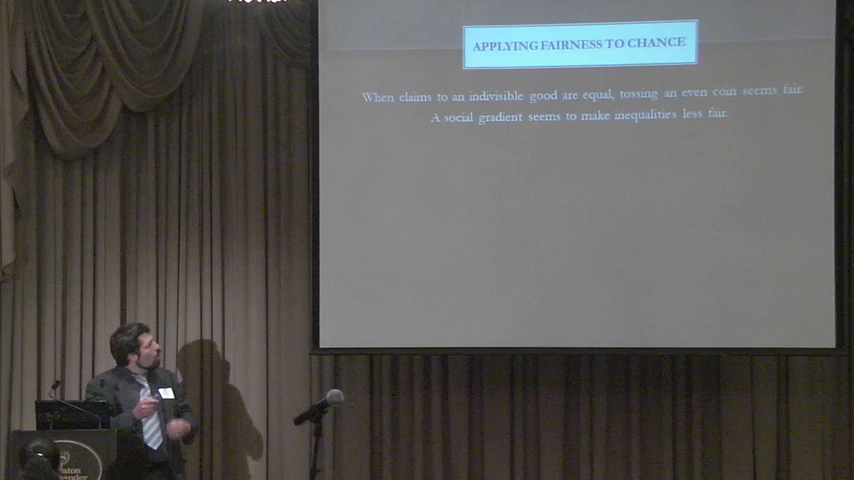 APPLYING FAIRNESS TO CHANCE
When claims to an indivisible good are equal, tossing an even coin seems fair.
A social gradient seems to make inequalities less fair.